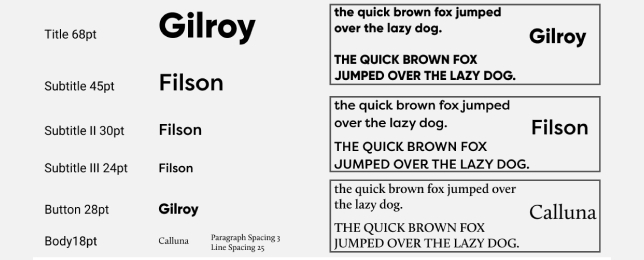 Title 68pt
Gilroy
Subtitle 45pt
Filson
Subtitle II 30pt
Filson
Subtitle III 24pt
Filson
Button 28pt
Gilroy
Body18pt
Calluna
Paragraph Spacing 3
Line Spacing 25
the quick brown fox jumped
over the lazy dog.
THE QUICK BROWN FOX
JUMPED OVER THE LAZY DOG.
Gilroy
the quick brown fox jumped
over the lazy dog.
THE QUICK BROWN FOX
JUMPED OVER THE LAZY DOG.
Filson
the quick brown fox jumped over
the lazy dog.
THE QUICK BROWN FOX
JUMPED OVER THE LAZY DOG.
Calluna